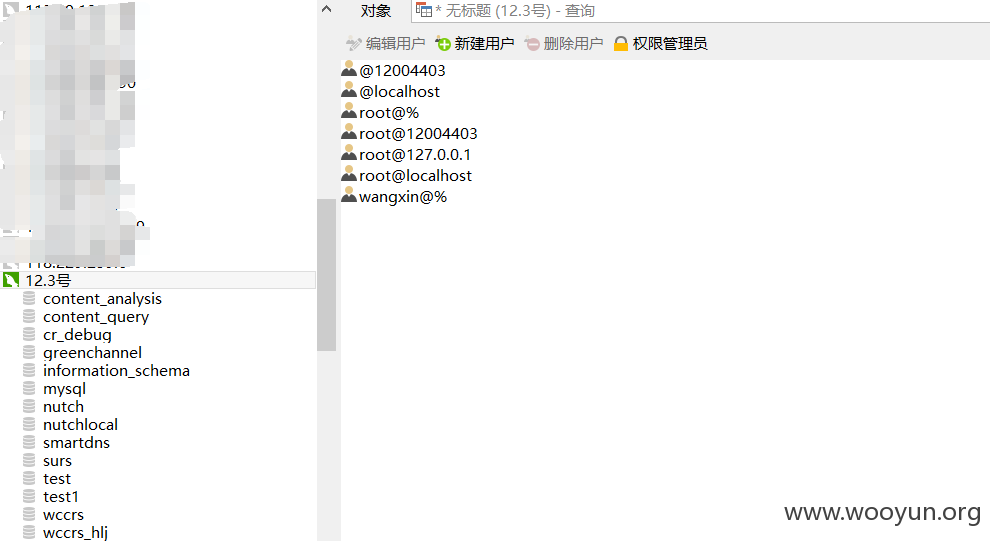 对象
* 无标题 (12.3号) - 查询
编辑用户 新建用户 删除用户 权限管理员
@12004403
@localhost
root@%
root@12004403
root@127.0.0.1
root@localhost
wangxin@%
12.3号
content_analysis
content_query
cr_debug
greenchannel
information_schema
mysql
nutch
nutchlocal
smartdns
surs
test
test1
wccrs
wccrs_hlj
www.wooyun.org